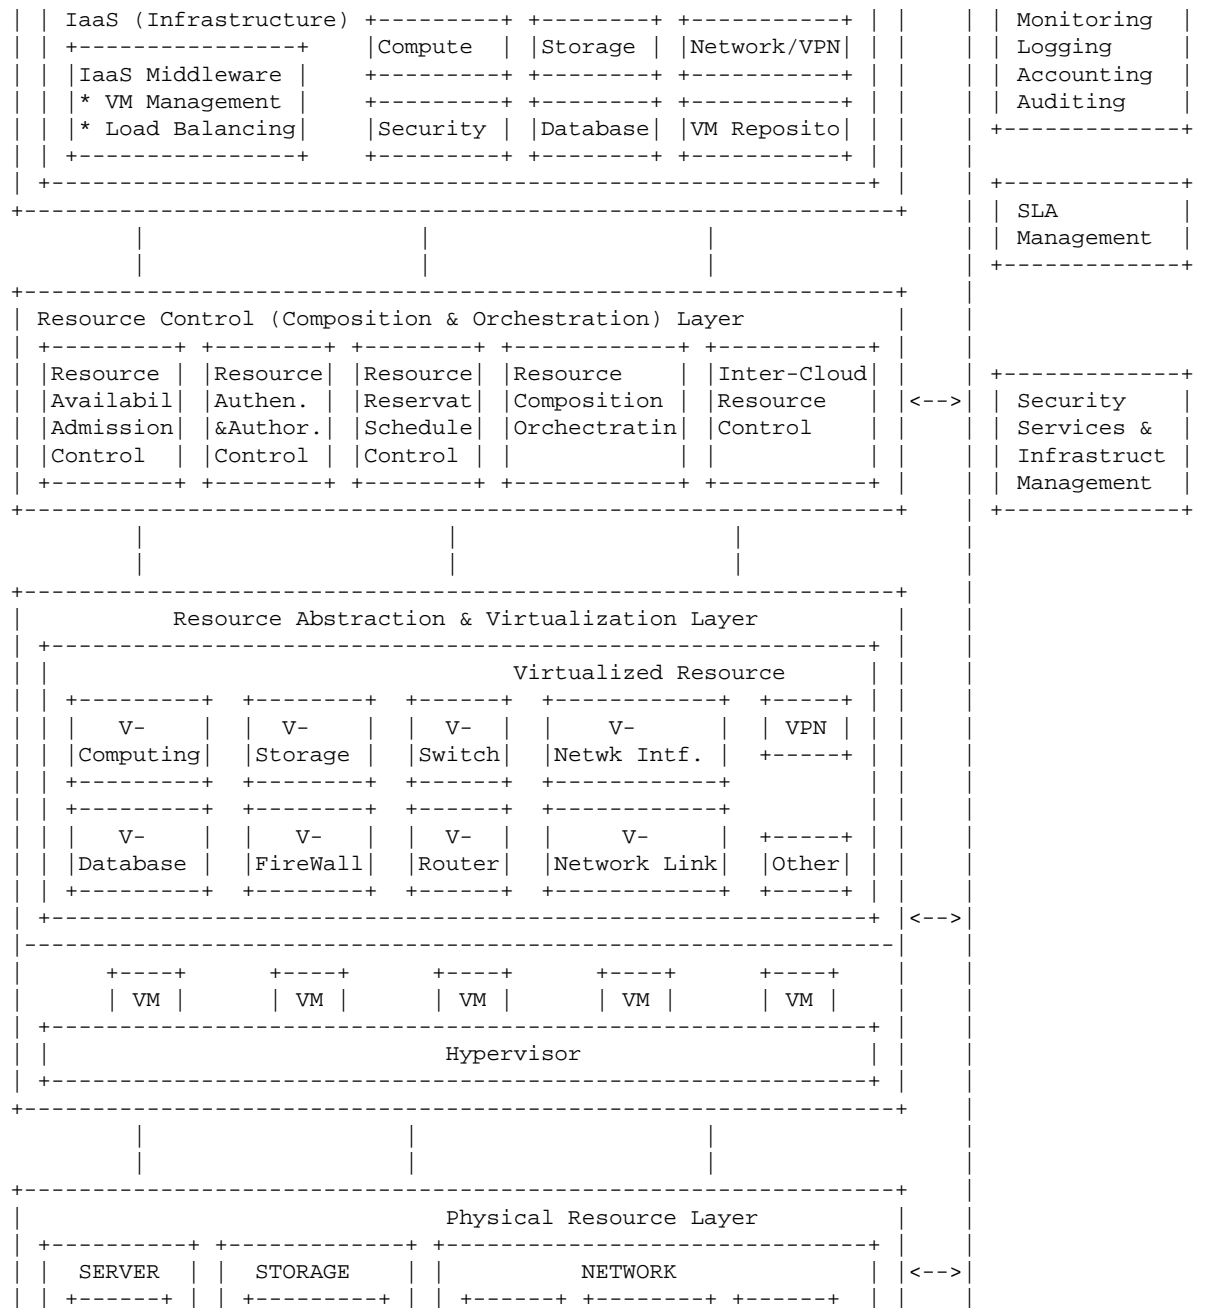 | | IaaS (Infrastructure) +---------+ +--------+ +-----------+ | |    | | Monitoring  |
| | +----------------+    |Compute  | |Storage | |Network/VPN| | |    | | Logging     |
| | |IaaS Middleware |    +---------+ +--------+ +-----------+ | |    | | Accounting  |
| | |* VM Management |    +---------+ +--------+ +-----------+ | |    | | Auditing    |
| | |* Load Balancing|    |Security | |Database| |VM Reposito| | |    | +-------------+
| | +----------------+    +---------+ +--------+ +-----------+ | |    |
| +------------------------------------------------------------+ |    | +-------------+
+----------------------------------------------------------------+    | | SLA         |
         |                    |                    |                  | | Management  |
         |                    |                    |                  | +-------------+
+----------------------------------------------------------------+    |
| Resource Control (Composition & Orchestration) Layer           |    |
| +---------+ +--------+ +--------+ +------------+ +-----------+ |    |
| |Resource | |Resource| |Resource| |Resource    | |Inter-Cloud| |    | +-------------+
| |Availabil| |Authen. | |Reservat| |Composition | |Resource   | |<-->| | Security    |
| |Admission| |&Author.| |Schedule| |Orchectratin| |Control    | |    | | Services &  |
| |Control  | |Control | |Control | |            | |           | |    | | Infrastruct |
| +---------+ +--------+ +--------+ +------------+ +-----------+ |    | | Management  |
+----------------------------------------------------------------+    | +-------------+
         |                      |                    |                |
         |                      |                    |                |
+----------------------------------------------------------------+    |
|           Resource Abstraction & Virtualization Layer          |    |
| +------------------------------------------------------------+ |    |
| |                                  Virtualized Resource      | |    |
| | +---------+  +--------+  +------+  +------------+  +-----+ | |    |
| | |   V-    |  |  V-    |  |  V-  |  |    V-      |  | VPN | | |    |
| | |Computing|  |Storage |  |Switch|  |Netwk Intf. |  +-----+ | |    |
| | +---------+  +--------+  +------+  +------------+          | |    |
| | +---------+  +--------+  +------+  +------------+          | |    |
| | |   V-    |  |   V-   |  |  V-  |  |     V-     |  +-----+ | |    |
| | |Database |  |FireWall|  |Router|  |Network Link|  |Other| | |    |
| | +---------+  +--------+  +------+  +------------+  +-----+ | |    |
| +------------------------------------------------------------+ |<-->|
|----------------------------------------------------------------|    |
|      +----+      +----+      +----+      +----+      +----+    |    |
|      | VM |      | VM |      | VM |      | VM |      | VM |    |    |
| +------------------------------------------------------------+ |    |
| |                             Hypervisor                     | |    |
| +------------------------------------------------------------+ |    |
+----------------------------------------------------------------+    |
         |                   |                     |                  |
         |                   |                     |                  |
+----------------------------------------------------------------+    |
|                               Physical Resource Layer          |    |
| +----------+ +-------------+ +-------------------------------+ |    |
| |  SERVER  | |  STORAGE    | |          NETWORK              | |<-->|
| | +------+ | | +---------+ | | +------+ +--------+ +------+  | |    |